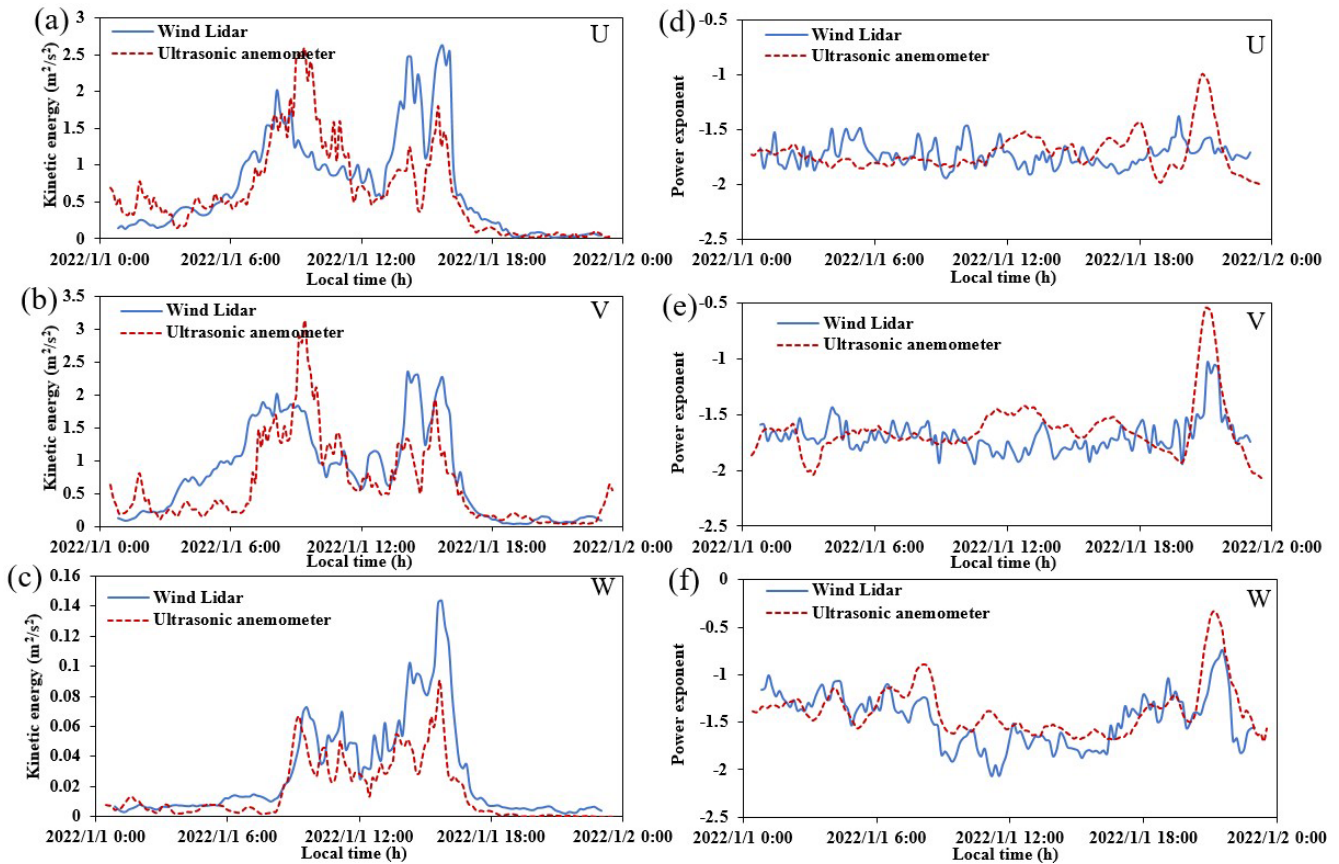 (a)
U
Wind Lidar
Ultrasonic anemometer
Kinetic energy (m²/s²)
3
2.5
2
1.5
1
0.5
0
2022/1/1 0:00 2022/1/1 6:00 2022/1/1 12:00 2022/1/1 18:00 2022/1/2 0:00
Local time (h)
(b)
V
Wind Lidar
Ultrasonic anemometer
Kinetic energy (m²/s²)
3.5
3
2.5
2
1.5
1
0.5
0
2022/1/1 0:00 2022/1/1 6:00 2022/1/1 12:00 2022/1/1 18:00 2022/1/2 0:00
Local time (h)
(c)
W
Wind Lidar
Ultrasonic anemometer
Kinetic energy (m²/s²)
0.16
0.14
0.12
0.1
0.08
0.06
0.04
0.02
0
2022/1/1 0:00 2022/1/1 6:00 2022/1/1 12:00 2022/1/1 18:00 2022/1/2 0:00
Local time (h)
(d)
U
Wind Lidar
Ultrasonic anemometer
Power exponent
-0.5
-1
-1.5
-2
-2.5
2022/1/1 0:00 2022/1/1 6:00 2022/1/1 12:00 2022/1/1 18:00 2022/1/2 0:00
Local time (h)
(e)
V
Wind Lidar
Ultrasonic anemometer
Power exponent
-0.5
-1
-1.5
-2
-2.5
2022/1/1 0:00 2022/1/1 6:00 2022/1/1 12:00 2022/1/1 18:00 2022/1/2 0:00
Local time (h)
(f)
W
Wind Lidar
Ultrasonic anemometer
Power exponent
0
-0.5
-1
-1.5
-2
-2.5
2022/1/1 0:00 2022/1/1 6:00 2022/1/1 12:00 2022/1/1 18:00 2022/1/2 0:00
Local time (h)